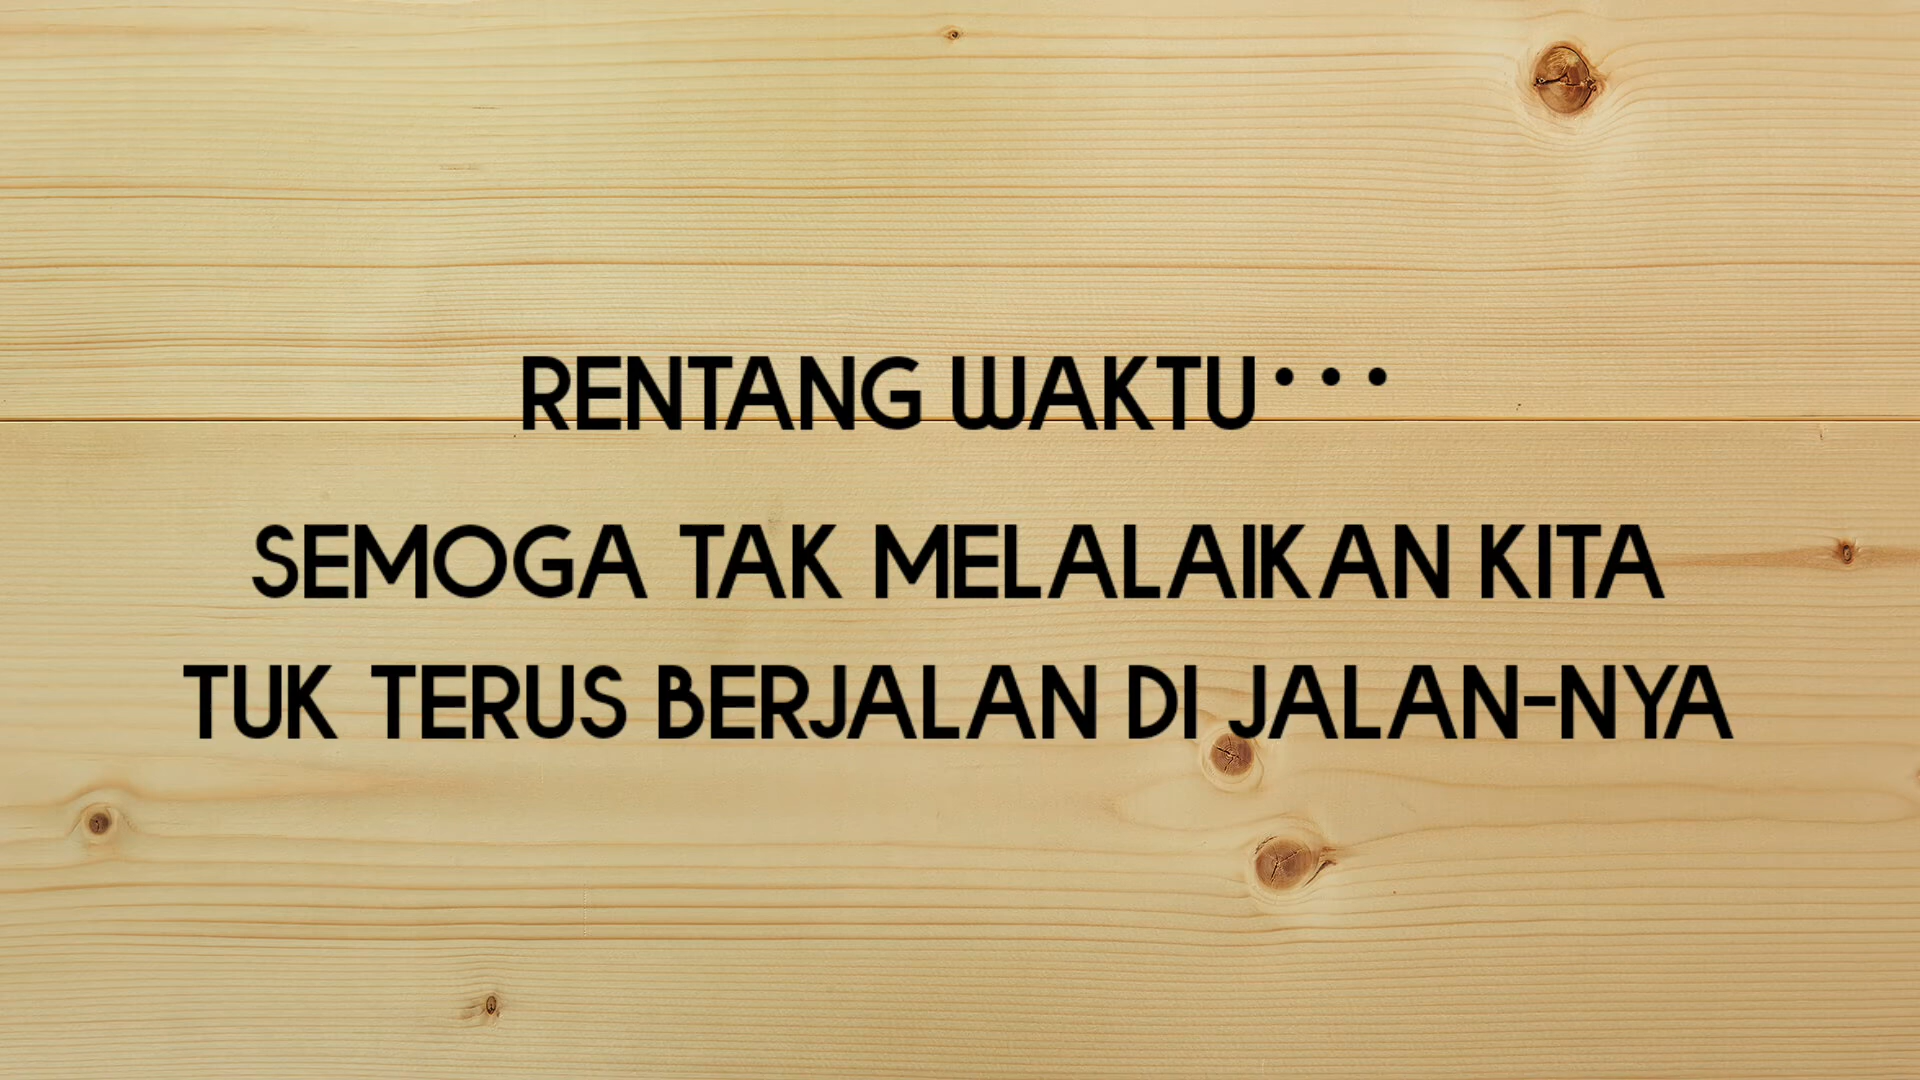 RENTANG WAKTU...
SEMOGA TAK MELALAIKAN KITA
TUK TERUS BERJALAN DI JALAN-NYA